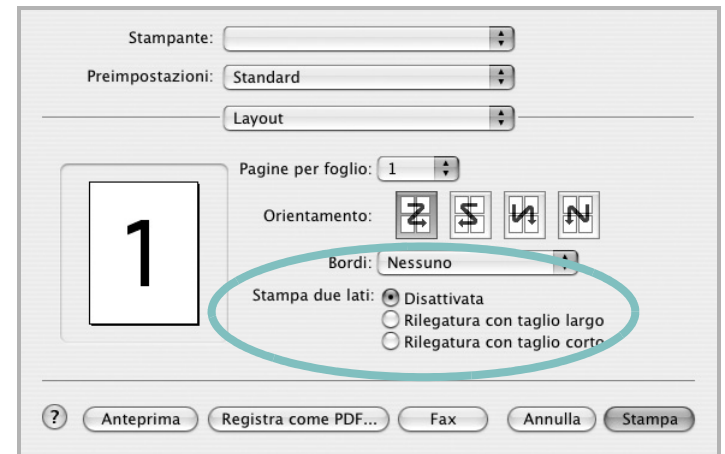 Stampante:
Preimpostazioni: Standard
Layout
Pagine per foglio: 1
1
Orientamento:
Bordi: Nessuno
Stampa due lati: Disattivata
Rilegatura con taglio largo
Rilegatura con taglio corto
? Anteprima Registra come PDF... Fax Annulla Stampa